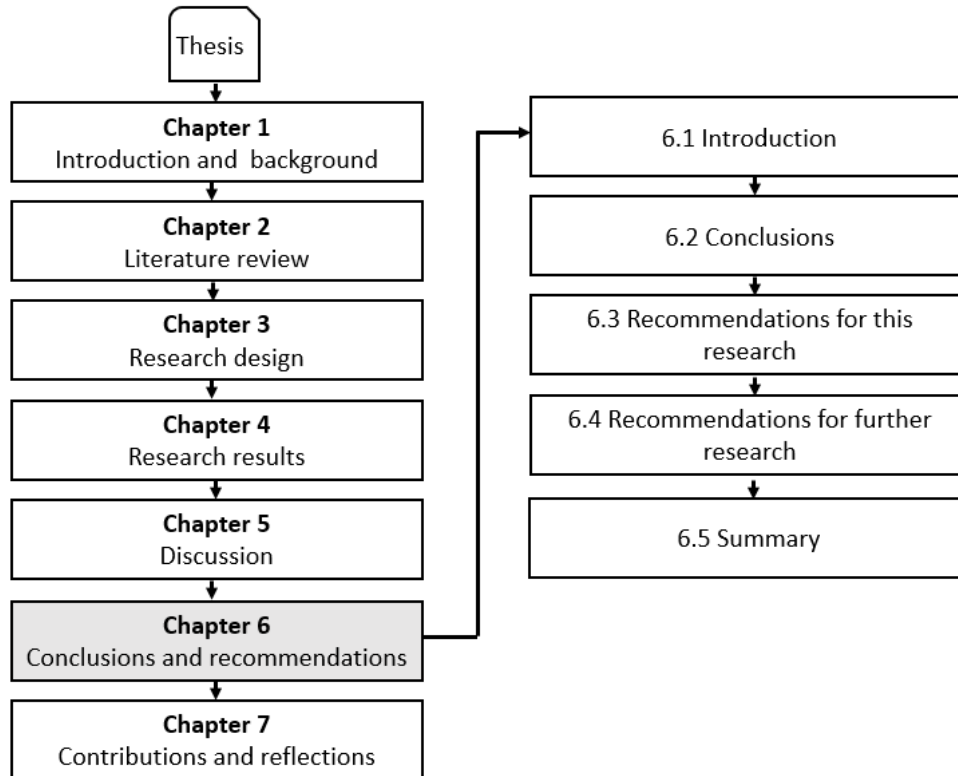 Thesis
Chapter 1
Introduction and background
Chapter 2
Literature review
Chapter 3
Research design
Chapter 4
Research results
Chapter 5
Discussion
Chapter 6
Conclusions and recommendations
Chapter 7
Contributions and reflections
6.1 Introduction
6.2 Conclusions
6.3 Recommendations for this
research
6.4 Recommendations for further
research
6.5 Summary